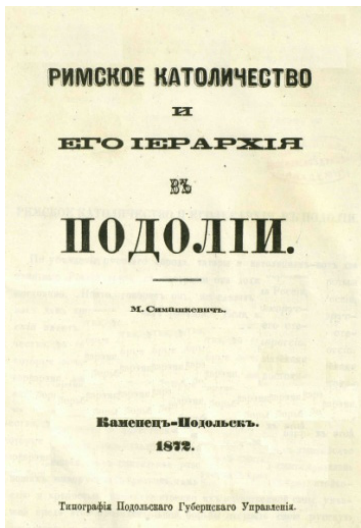 РИМСКОЕ КАТОЛИЧЕСТВО
И
ЕГО ІЕРАРХІЯ
ВЪ
ПОДОЛІИ.
М. Симашкевичъ.
Каменецъ-Подольскъ.
1872.
Типографія Подольскаго Губернскаго Управленія.